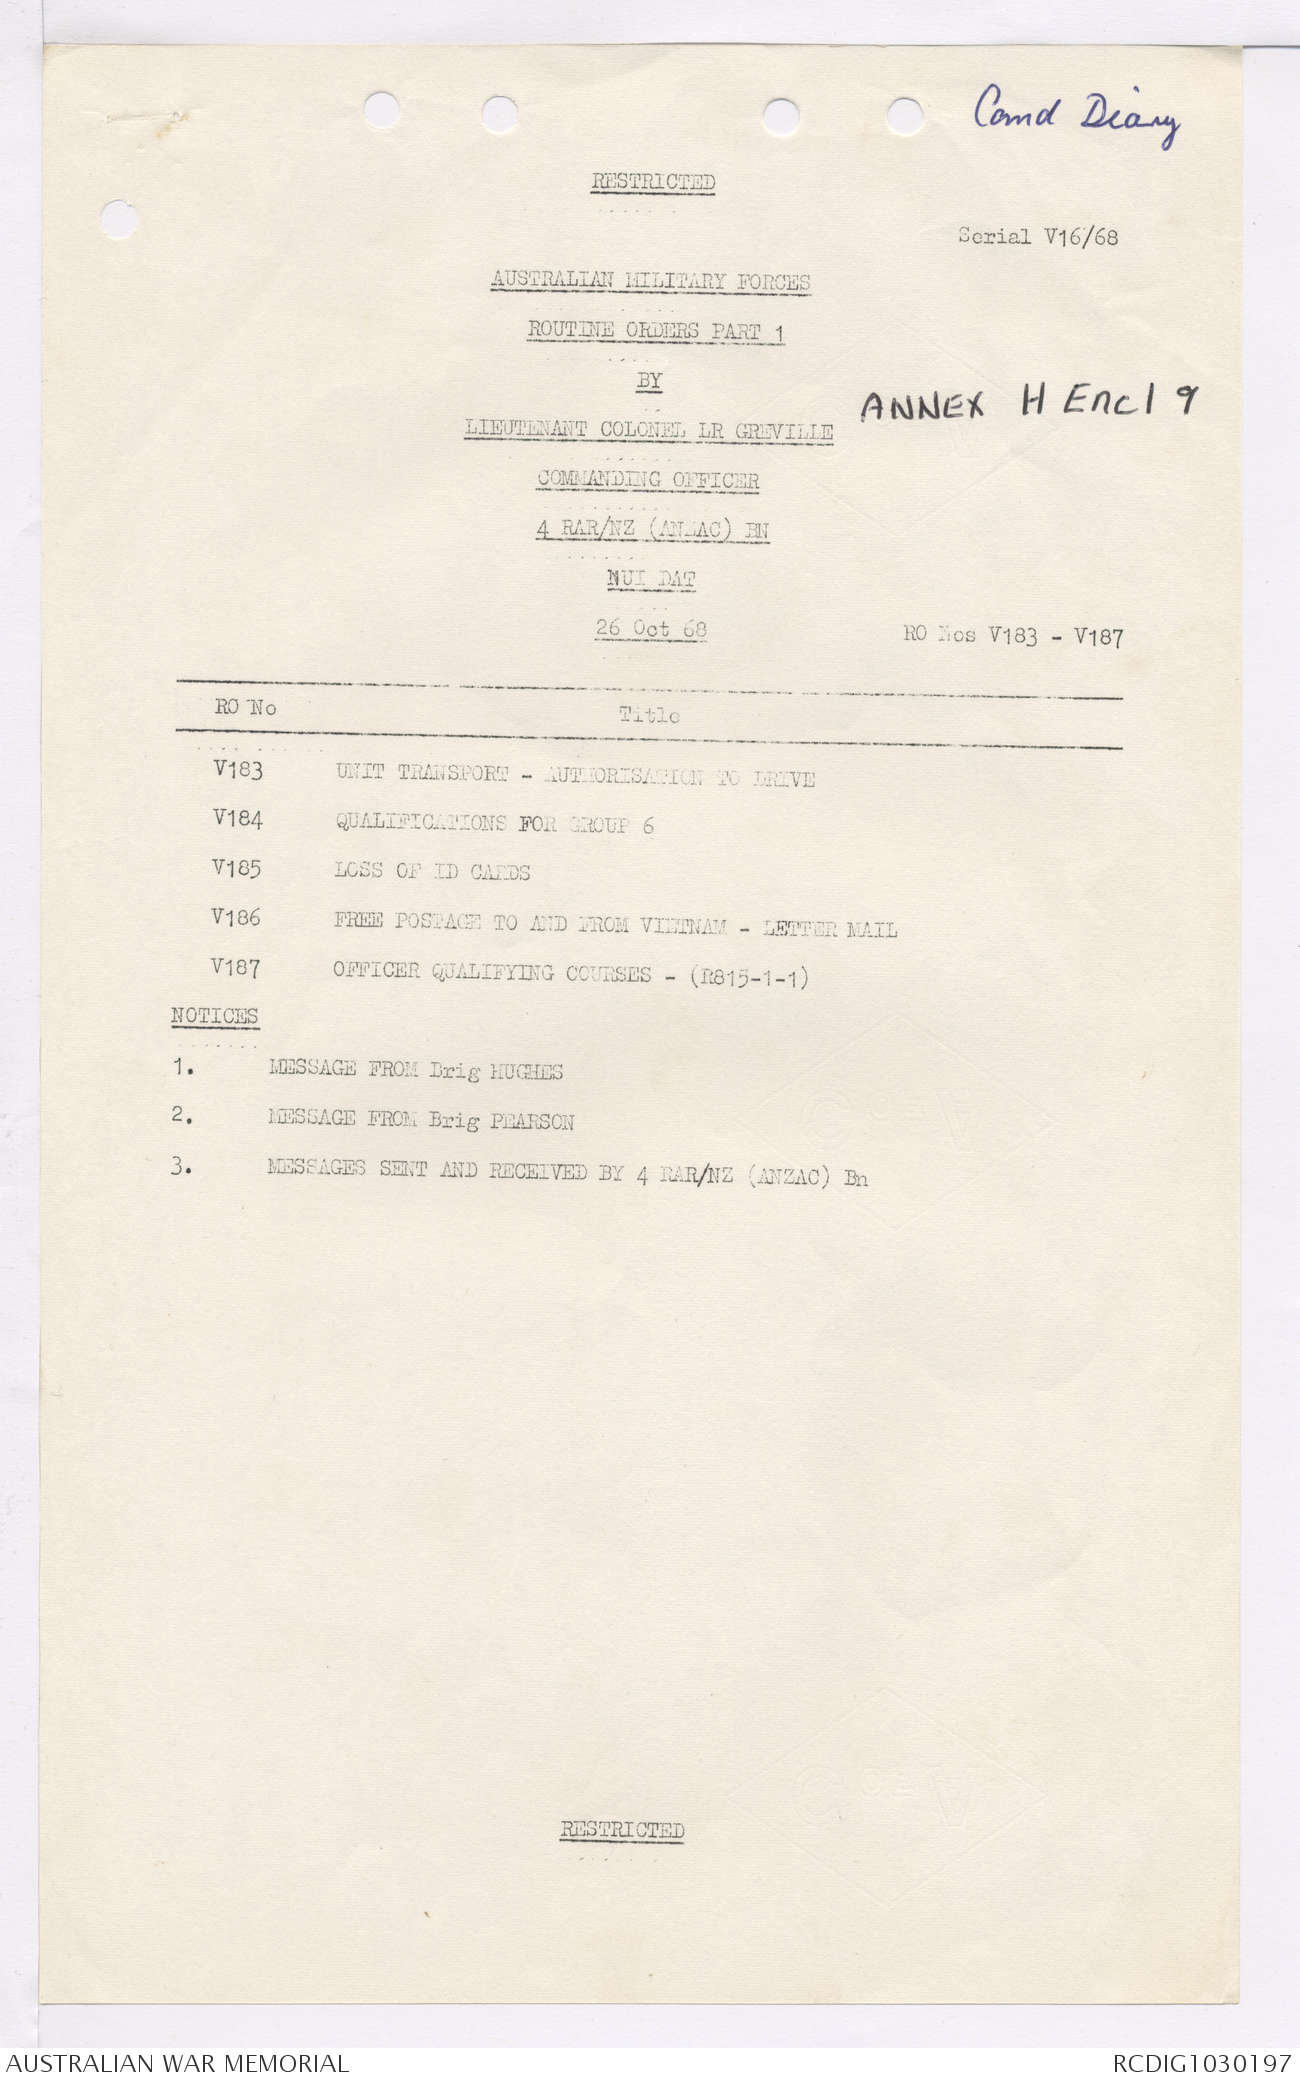 Comd Diary
RESTRICTED
Serial V16/68
AUSTRALIAN MILITARY FORCES
ROUTINE ORDERS PART 1
BY
ANNEX H Encl 9
LIEUTENANT COLONEL LR GREVILLE
COMMANDING OFFICER
4 RAR/NZ (ANZAC) BN
NUI DAT
26 Oct 68
RO Nos V183 - V187
RO No Title
V183 UNIT TRANSPORT - AUTHORISATION TO DRIVE
V184 QUALIFICATIONS FOR GROUP 6
V185 LOSS OF ID CARDS
V186 FREE POSTAGE TO AND FROM VIETNAM - LETTER MAIL
V187 OFFICER QUALIFYING COURSES - (R815-1-1)
NOTICES
1. MESSAGE FROM Brig HUGHES
2. MESSAGE FROM Brig PEARSON
3. MESSAGES SENT AND RECEIVED BY 4 RAR/NZ (ANZAC) Bn
RESTRICTED
AUSTRALIAN WAR MEMORIAL
RCDIG1030197